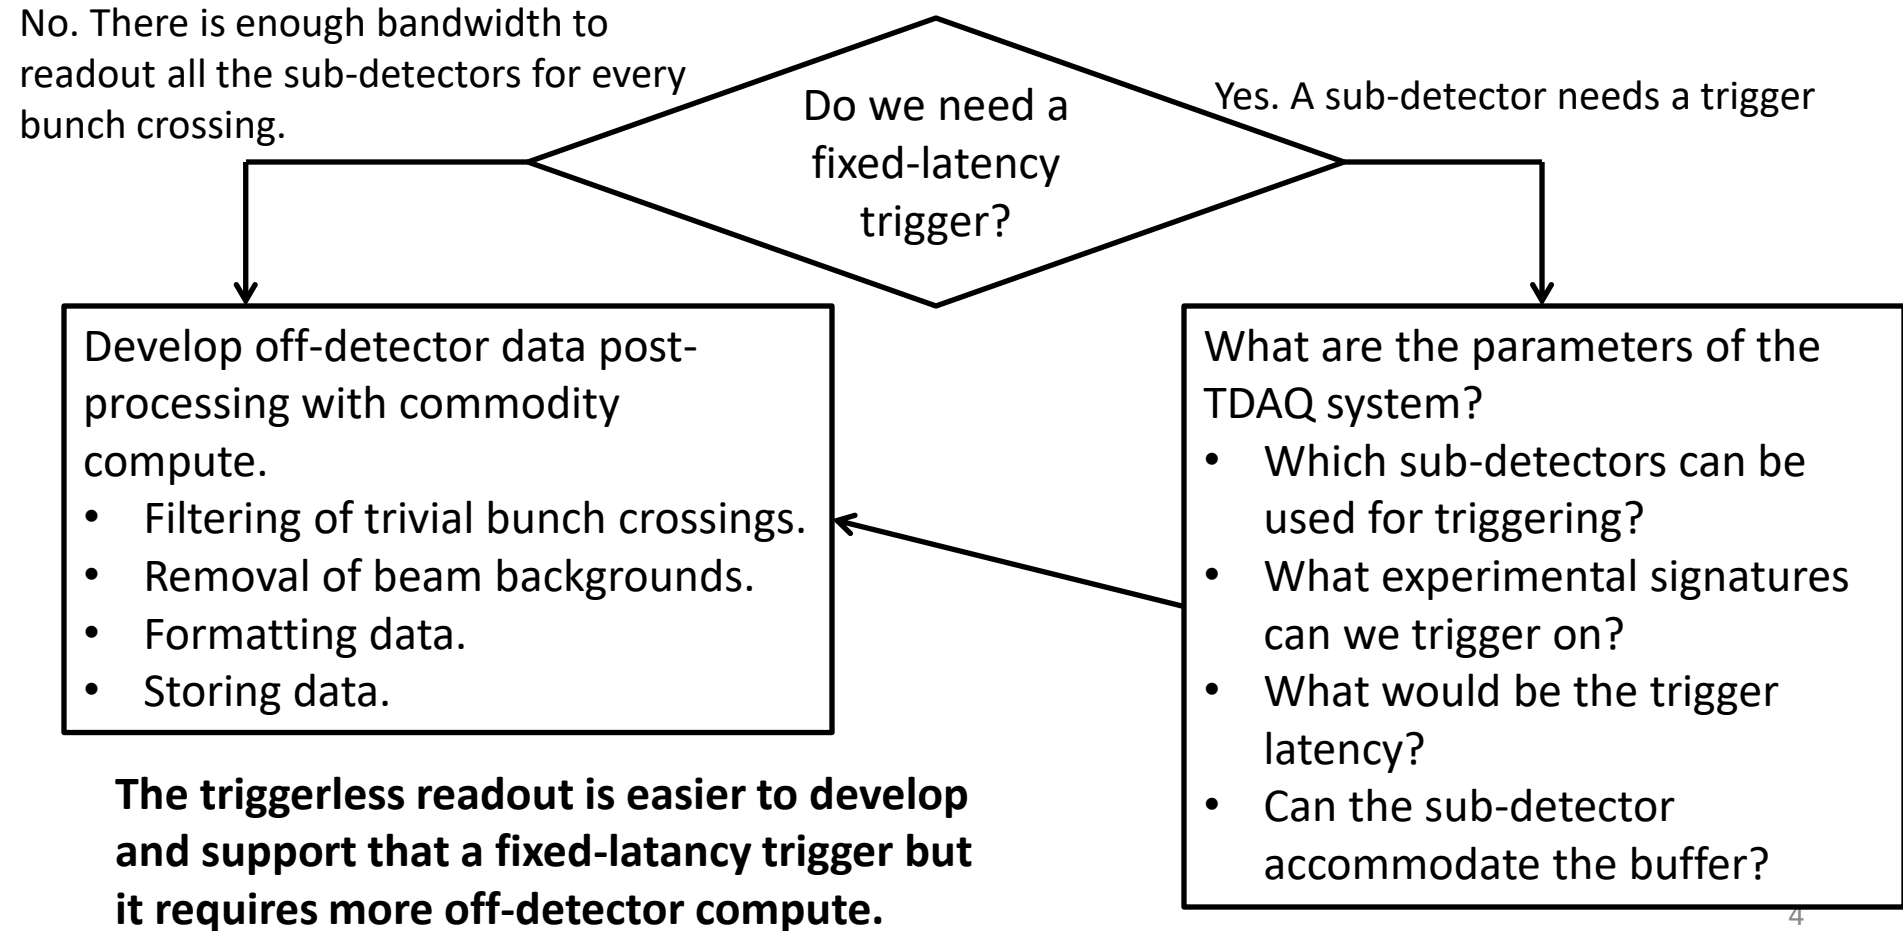 No. There is enough bandwidth to
readout all the sub-detectors for every
bunch crossing.
Do we need a
fixed-latency
trigger?
Yes. A sub-detector needs a trigger
Develop off-detector data post-
processing with commodity
compute.
• Filtering of trivial bunch crossings.
• Removal of beam backgrounds.
• Formatting data.
• Storing data.
What are the parameters of the
TDAQ system?
• Which sub-detectors can be
used for triggering?
• What experimental signatures
can we trigger on?
• What would be the trigger
latency?
• Can the sub-detector
accommodate the buffer?
The triggerless readout is easier to develop
and support that a fixed-latancy trigger but
it requires more off-detector compute.
4